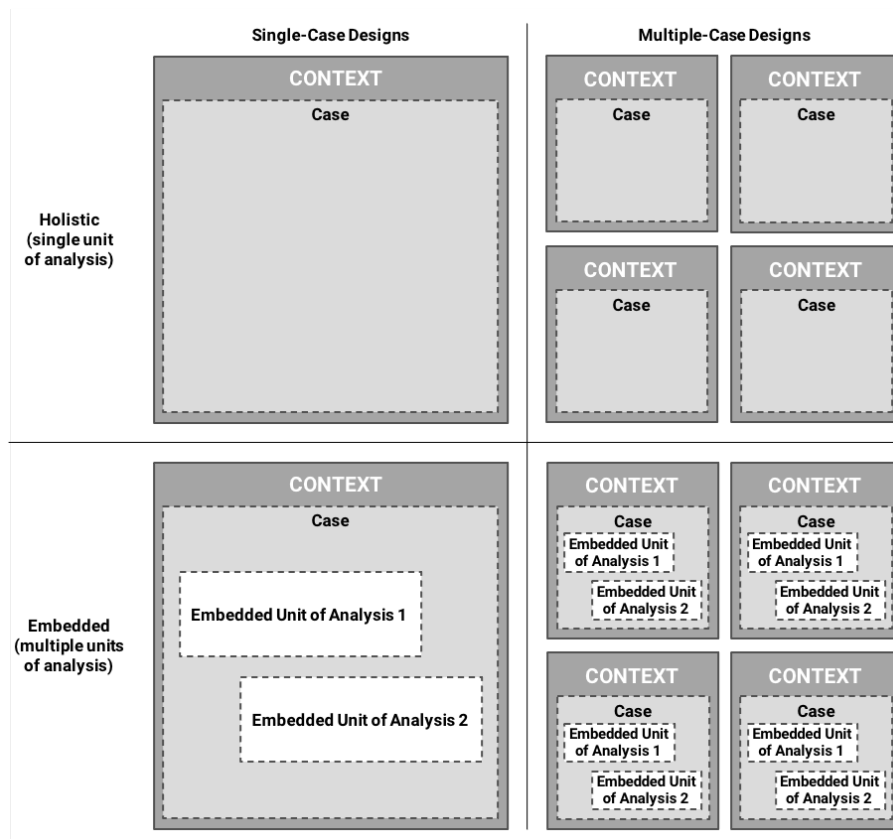 Single-Case Designs
Multiple-Case Designs
Holistic
(single unit
of analysis)
CONTEXT
Case
CONTEXT
Case
CONTEXT
Case
CONTEXT
Case
CONTEXT
Case
Embedded
(multiple units
of analysis)
CONTEXT
Case
Embedded Unit of Analysis 1
Embedded Unit of Analysis 2
CONTEXT
Case
Embedded Unit
of Analysis 1
Embedded Unit
of Analysis 2
CONTEXT
Case
Embedded Unit
of Analysis 1
Embedded Unit
of Analysis 2
CONTEXT
Case
Embedded Unit
of Analysis 1
Embedded Unit
of Analysis 2
CONTEXT
Case
Embedded Unit
of Analysis 1
Embedded Unit
of Analysis 2